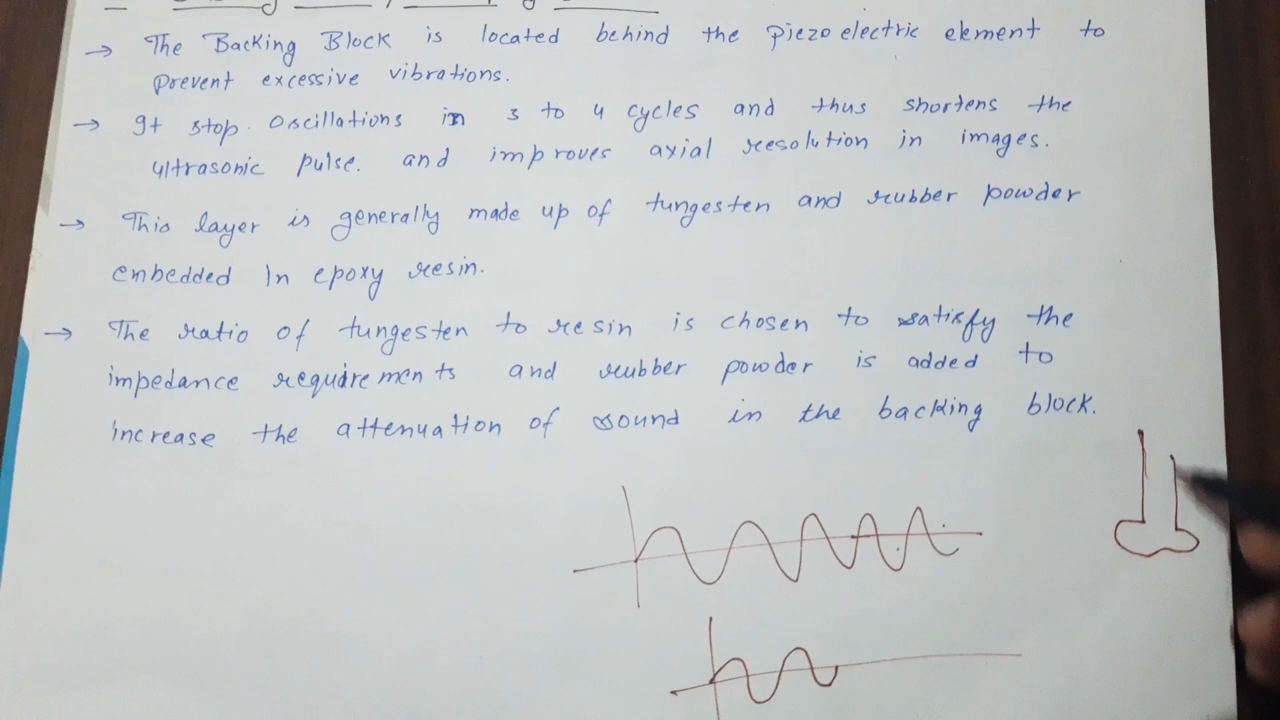 → The Backing Block is located behind the piezoelectric element to
prevent excessive vibrations.
→ It stop oscillations in 3 to 4 cycles and thus shortens the
ultrasonic pulse. and improves axial resolution in images.
→ This layer is generally made up of tungesten and rubber powder
embedded in epoxy resin.
→ The ratio of tungesten to resin is chosen to satisfy the
impedance requirements and rubber powder is added to
increase the attenuation of sound in the backing block.